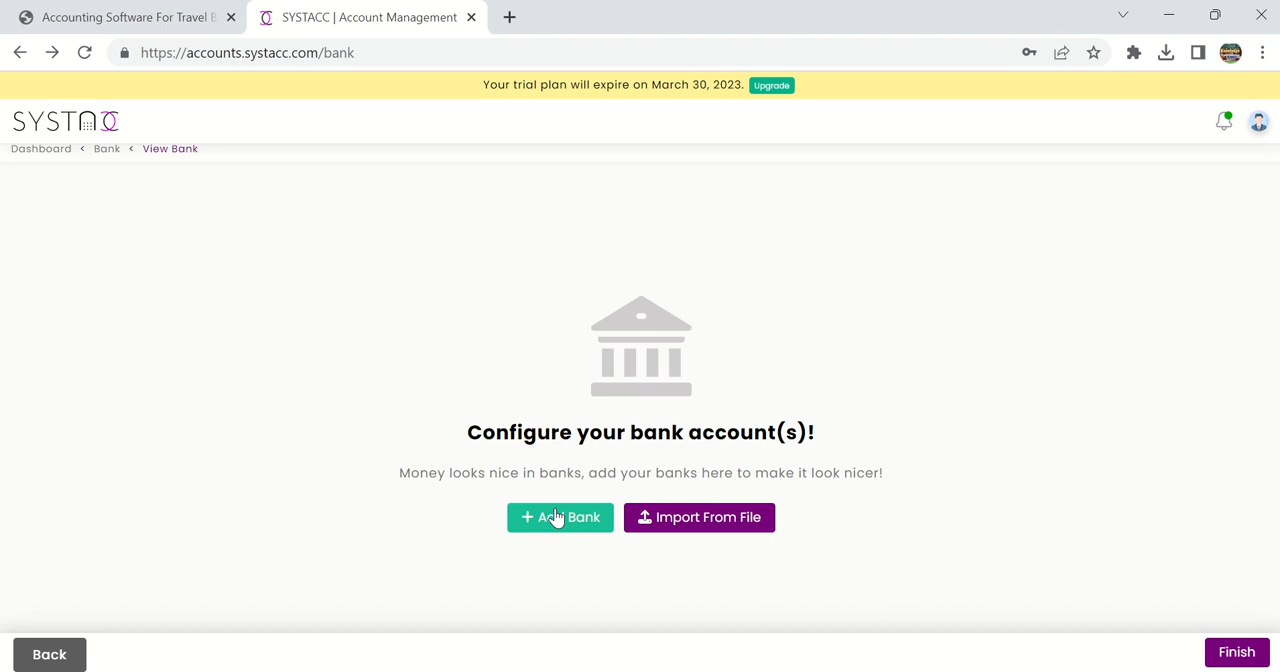 Accounting Software For Travel B
SYSTACC | Account Management
https://accounts.systacc.com/bank
Your trial plan will expire on March 30, 2023. Upgrade
SYSTACC
Dashboard < Bank < View Bank
Configure your bank account(s)!
Money looks nice in banks, add your banks here to make it look nicer!
+ Add Bank Import From File
Back Finish